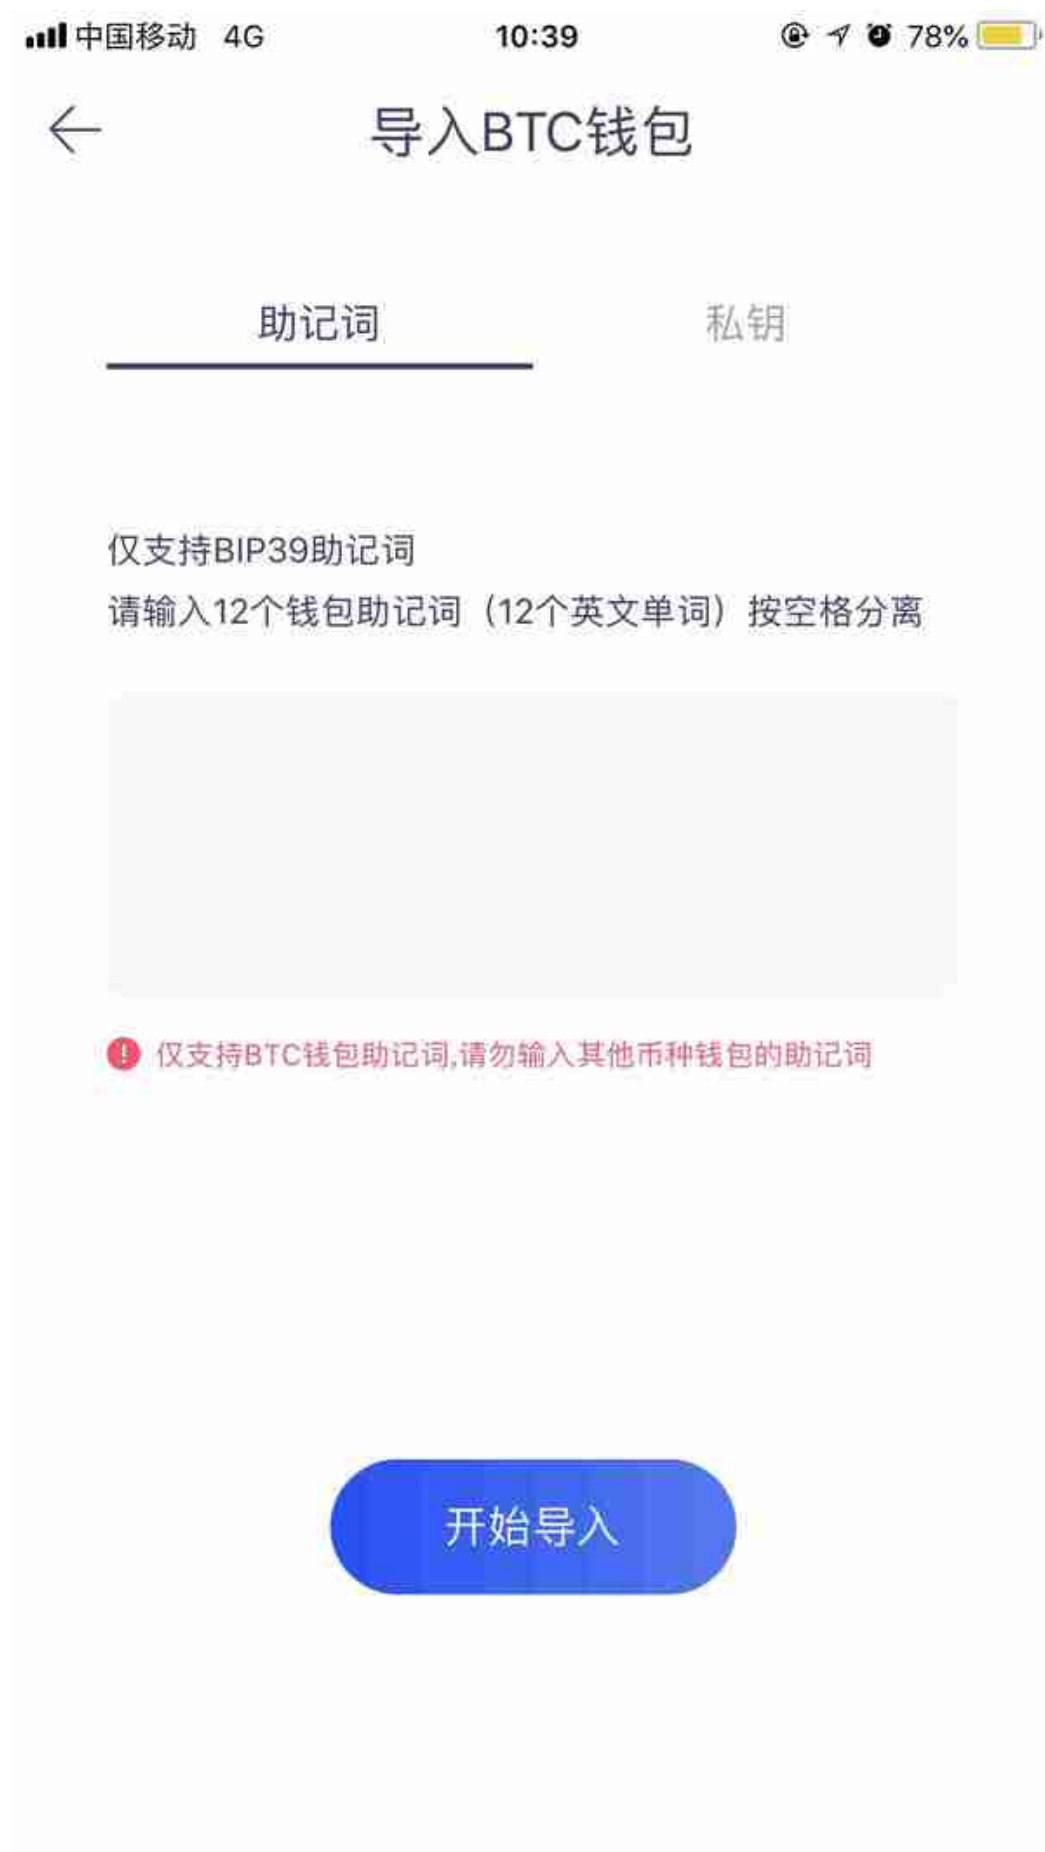 中国移动 4G 10:39 78%
导入BTC钱包
助记词 私钥
仅支持BIP39助记词
请输入12个钱包助记词（12个英文单词）按空格分离
仅支持BTC钱包助记词,请勿输入其他币种钱包的助记词
开始导入